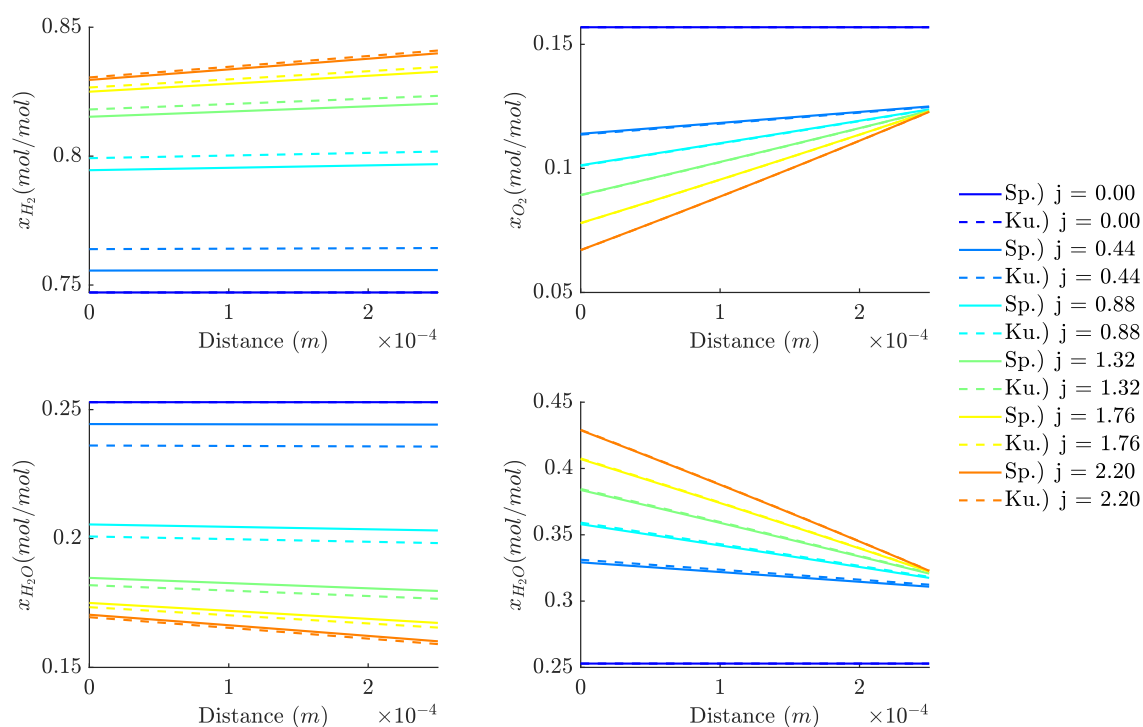 0.85
0.8
0.75
x_{H_2}(mol/mol)
0 1 2
Distance (m) ×10^{-4}
0.15
0.1
0.05
x_{O_2}(mol/mol)
0 1 2
Distance (m) ×10^{-4}
0.25
0.2
0.15
x_{H_2O}(mol/mol)
0 1 2
Distance (m) ×10^{-4}
0.45
0.4
0.35
0.3
0.25
x_{H_2O}(mol/mol)
0 1 2
Distance (m) ×10^{-4}
Sp.) j = 0.00
Ku.) j = 0.00
Sp.) j = 0.44
Ku.) j = 0.44
Sp.) j = 0.88
Ku.) j = 0.88
Sp.) j = 1.32
Ku.) j = 1.32
Sp.) j = 1.76
Ku.) j = 1.76
Sp.) j = 2.20
Ku.) j = 2.20